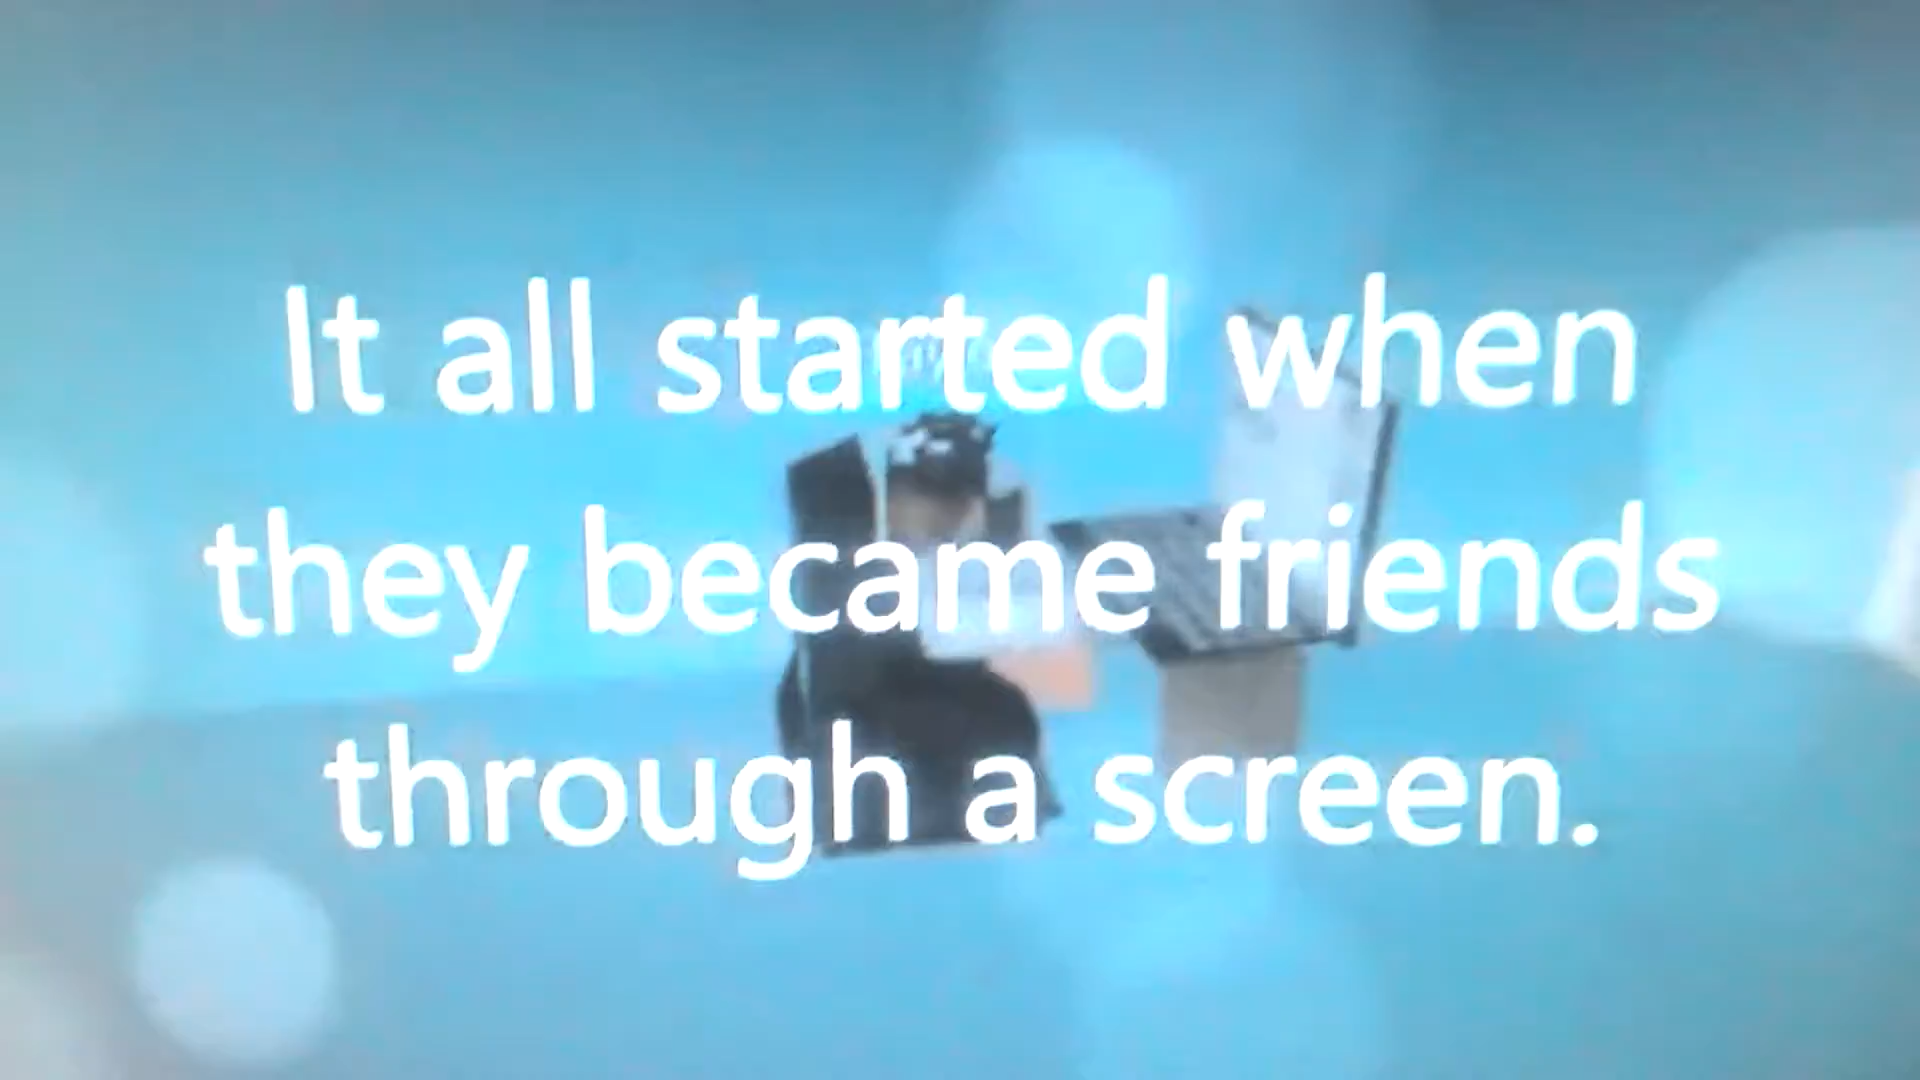 It all started when
they became friends
through a screen.